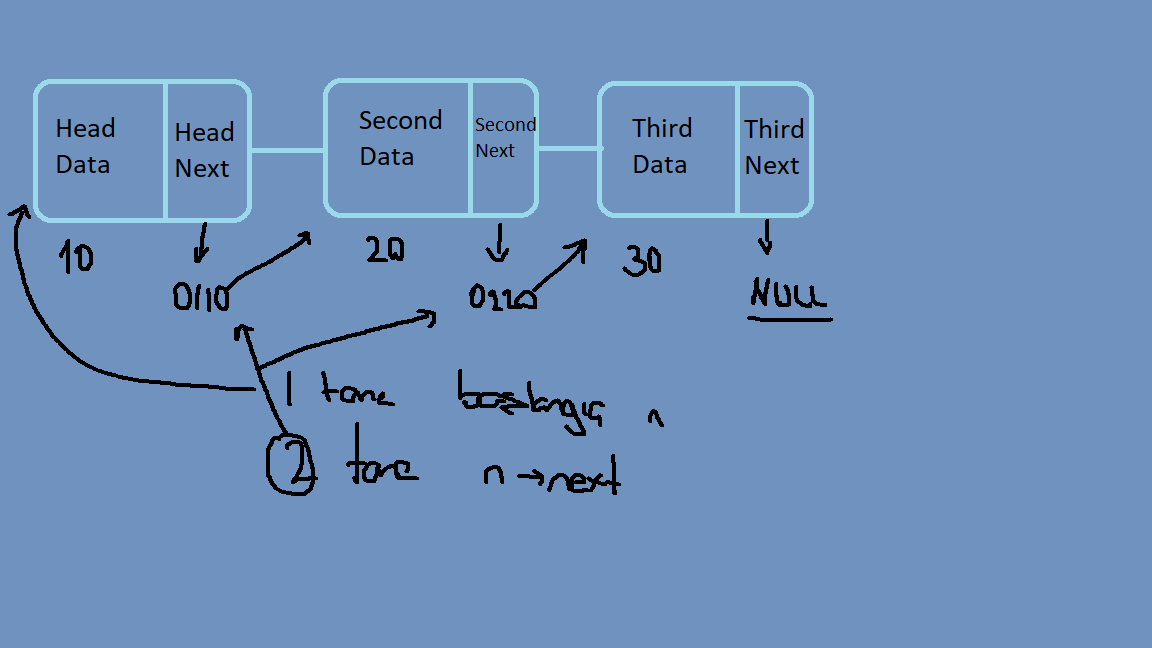 Head
Data
Head
Next
Second
Data
Second
Next
Third
Data
Third
Next
10
20
30
0110
0220
NULL
1 tane
n
2 tane n → next